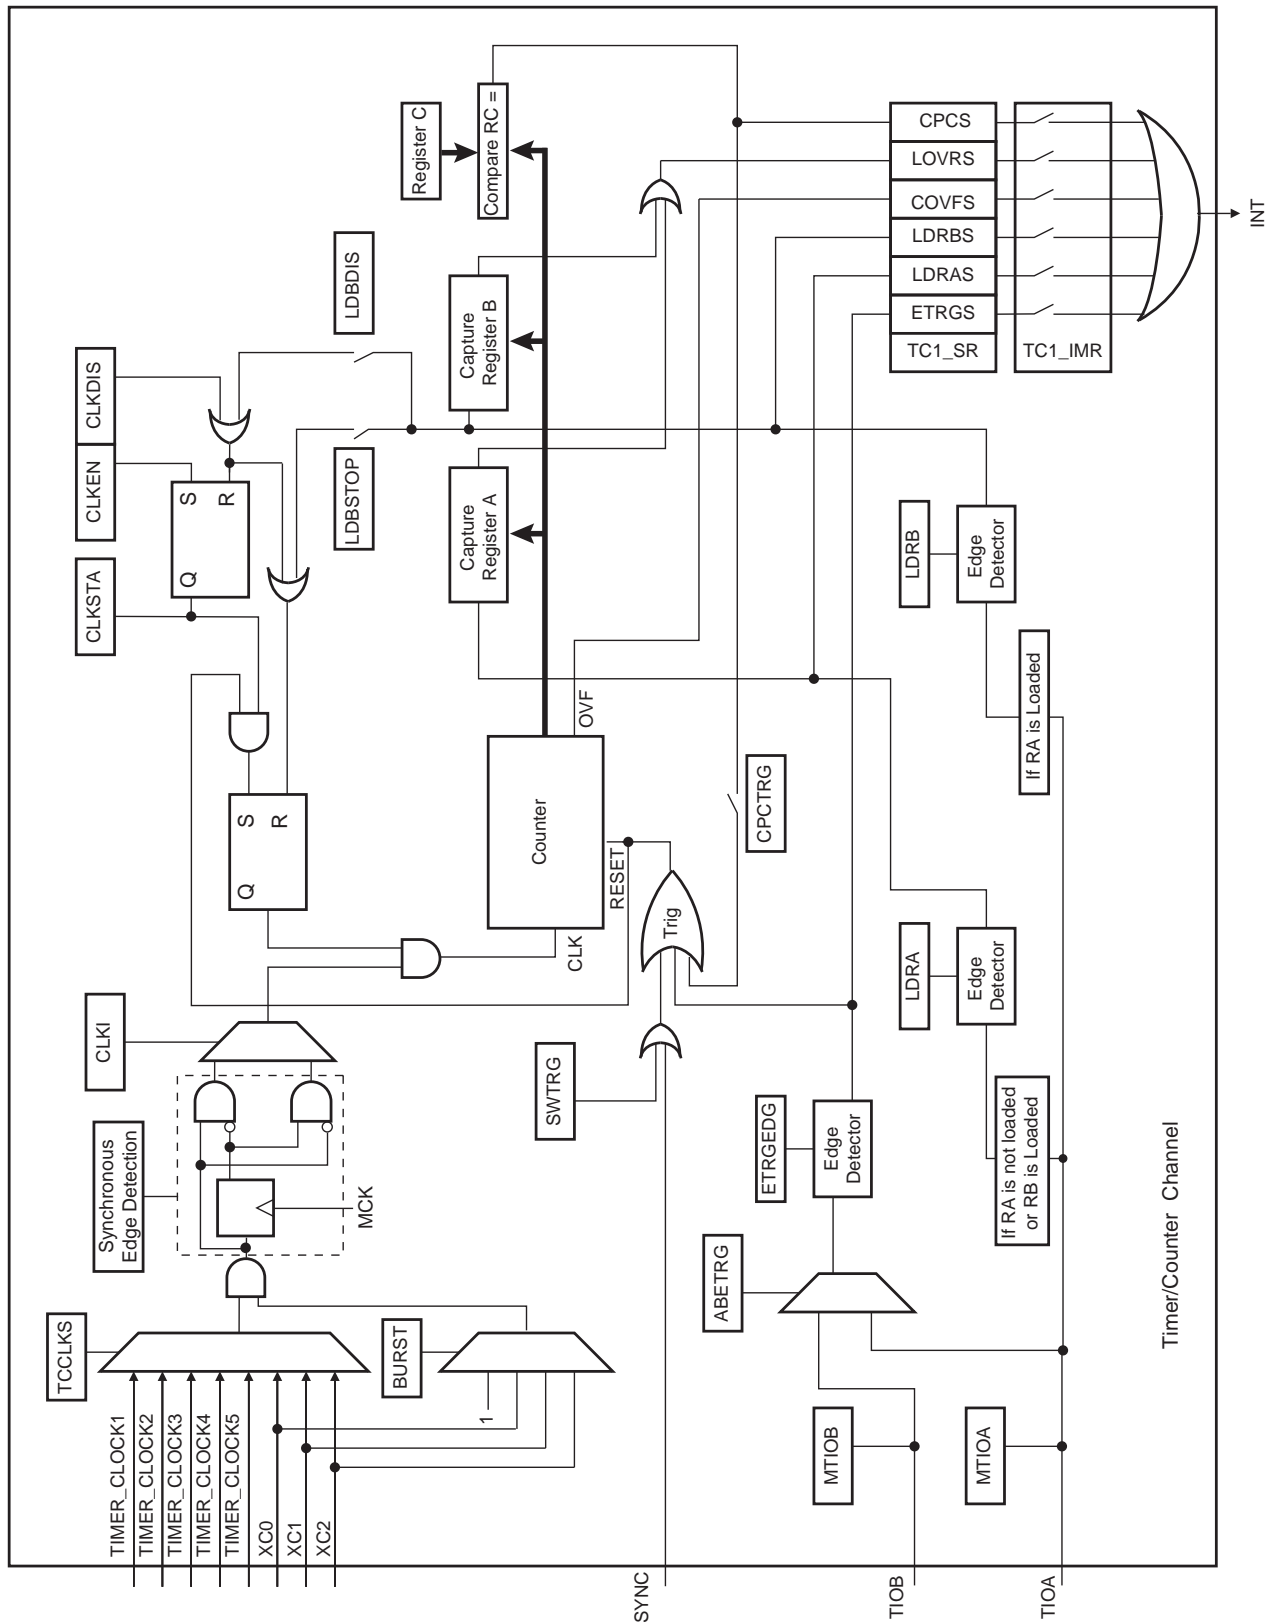 TCCLKS
TIMER_CLOCK1
TIMER_CLOCK2
TIMER_CLOCK3
TIMER_CLOCK4
TIMER_CLOCK5
XC0
XC1
XC2
Synchronous
Edge Detection
CLKI
MCK
BURST
1
CLKSTA
CLKEN
CLKDIS
Q
S
R
Q
S
R
LDBSTOP
LDBDIS
Register C
Capture
Register A
Capture
Register B
Compare RC =
Counter
CLK
OVF
RESET
Trig
SWTRG
SYNC
CPCTRG
ABETRG
ETRGEDG
Edge
Detector
MTIOB
TIOB
MTIOA
TIOA
LDRA
Edge
Detector
If RA is not loaded
or RB is Loaded
LDRB
Edge
Detector
If RA is Loaded
CPCS
LOVRS
COVFS
LDRBS
LDRAS
ETRGS
TC1_SR
TC1_IMR
INT
Timer/Counter Channel